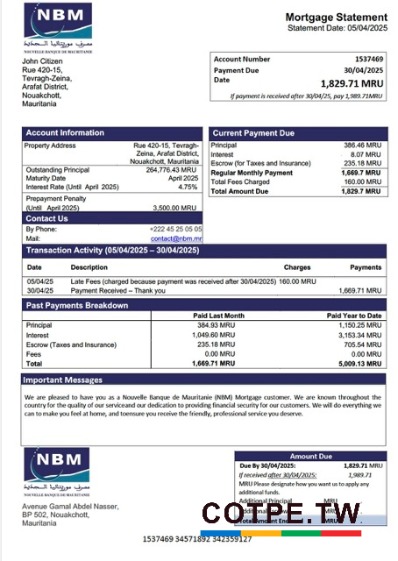 NBM
مصرف موريتانيا الجديد
NOUVELLE BANQUE DE MAURITANIE
Mortgage Statement
Statement Date: 05/04/2025
John Citizen
Rue 420-15,
Tevragh-Zeina,
Arafat District,
Nouakchott,
Mauritania
Account Number 1537469
Payment Due 30/04/2025
Date 1,829.71 MRU
If payment is received after 30/04/25, pay 1,989.71MRU
Account Information
Property Address Rue 420-15, Tevragh-
Zeina, Arafat District,
Nouakchott, Mauritania
Outstanding Principal 264,776.43 MRU
Maturity Date April 2025
Interest Rate (Until April 2025) 4.75%
Prepayment Penalty
(Until April 2025) 3,500.00 MRU
Contact Us
By Phone: +222 45 25 05 05
Mail: contact@nbm.mr
Current Payment Due
Principal 386.46 MRU
Interest 8.07 MRU
Escrow (for Taxes and Insurance) 235.18 MRU
Regular Monthly Payment 1,669.7 MRU
Total Fees Charged 160.00 MRU
Total Amount Due 1,829.7 MRU
Transaction Activity (05/04/2025 – 30/04/2025)
Date Description Charges Payments
05/04/25 Late Fees (charged because payment was received after 30/04/2025) 160.00 MRU
30/04/25 Payment Received – Thank you 1,669.71 MRU
Past Payments Breakdown
Paid Last Month Paid Year to Date
Principal 384.93 MRU 1,150.25 MRU
Interest 1,049.60 MRU 3,153.34 MRU
Escrow (Taxes and Insurance) 235.18 MRU 705.54 MRU
Fees 0.00 MRU 0.00 MRU
Total 1,669.71 MRU 5,009.13 MRU
Important Messages
We are pleased to have you as a Nouvelle Banque de Mauritanie (NBM) Mortgage customer. We are known throughout
the country for the quality of our serviceand our dedication to providing financial security for our customers. We will do everything we
can to make you feel at home, and toensure you receive the friendly, professional service you deserve.
NBM
مصرف موريتانيا الجديد
NOUVELLE BANQUE DE MAURITANIE
Avenue Gamal Abdel Nasser,
BP 502, Nouakchott,
Mauritania
Amount Due
Due By 30/04/2025: 1,829.71 MRU
If received after 30/04/2025: 1,989.71
MRU Please designate how you want us to apply any
additional funds.
Additional Principal MRU
MRU
COTPE.TW
1537469 34571892 342359127